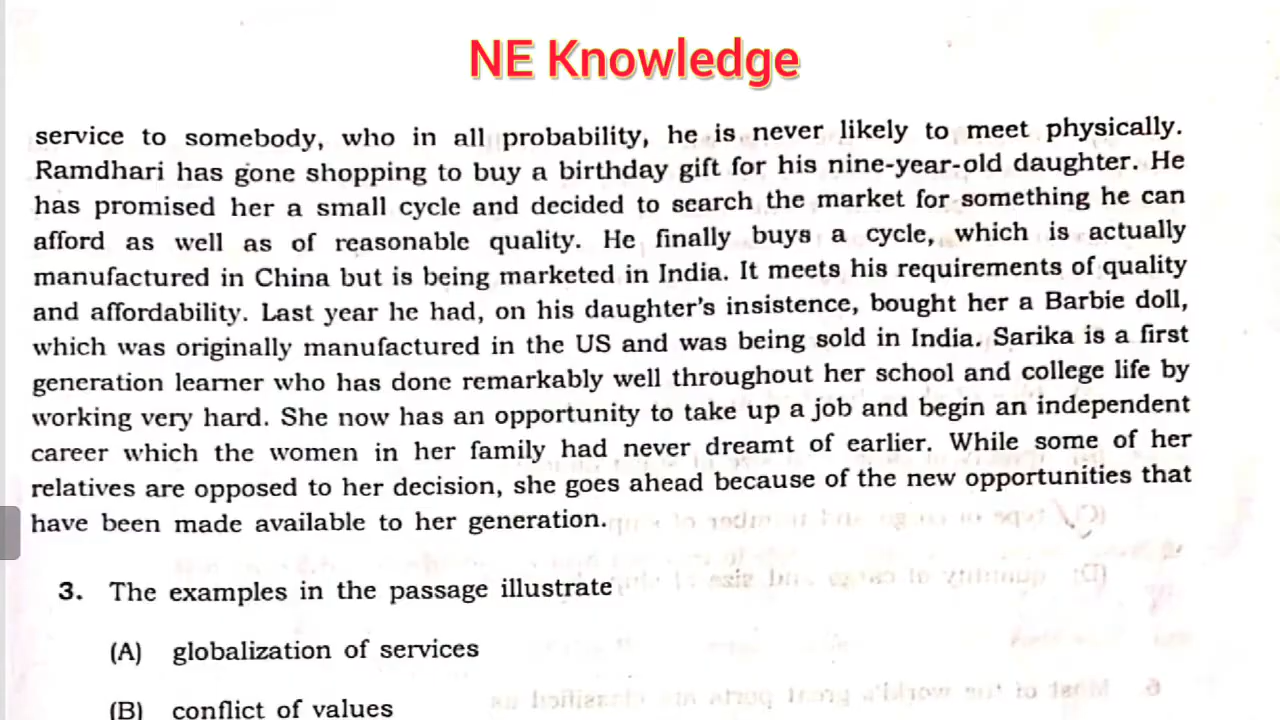 NE Knowledge
service to somebody, who in all probability, he is never likely to meet physically.
Ramdhari has gone shopping to buy a birthday gift for his nine-year-old daughter. He
has promised her a small cycle and decided to search the market for something he can
afford as well as of reasonable quality. He finally buys a cycle, which is actually
manufactured in China but is being marketed in India. It meets his requirements of quality
and affordability. Last year he had, on his daughter's insistence, bought her a Barbie doll,
which was originally manufactured in the US and was being sold in India. Sarika is a first
generation learner who has done remarkably well throughout her school and college life by
working very hard. She now has an opportunity to take up a job and begin an independent
career which the women in her family had never dreamt of earlier. While some of her
relatives are opposed to her decision, she goes ahead because of the new opportunities that
have been made available to her generation.
3. The examples in the passage illustrate
(A) globalization of services
(B) conflict of values